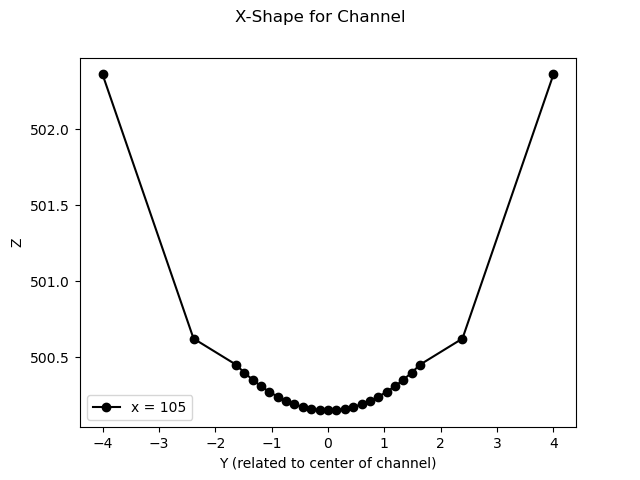 X-Shape for Channel
502.0
501.5
501.0
500.5
Z
x = 105
−4 −3 −2 −1 0 1 2 3 4
Y (related to center of channel)